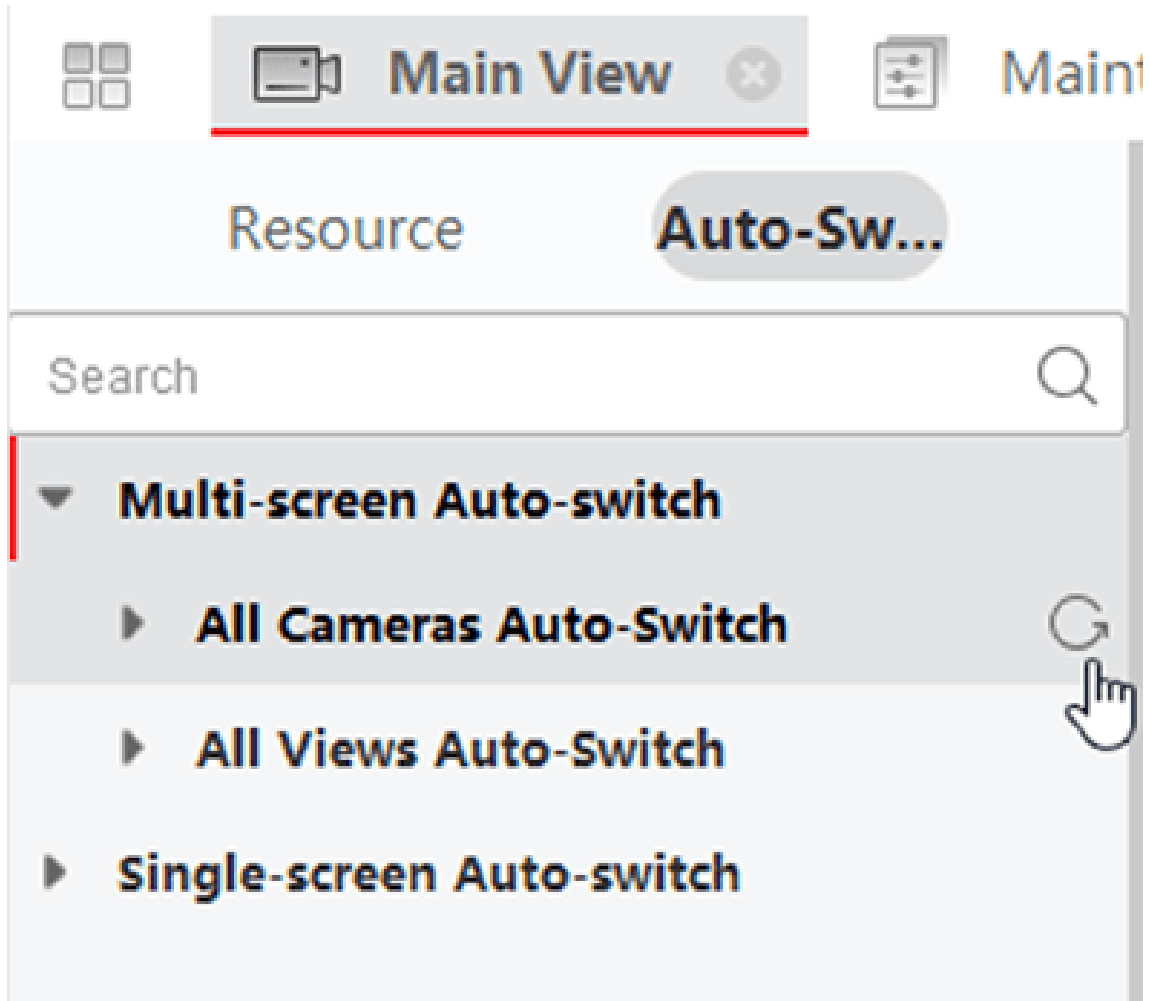 Main View Maint
Resource Auto-Sw...
Search
Multi-screen Auto-switch
All Cameras Auto-Switch
All Views Auto-Switch
Single-screen Auto-switch